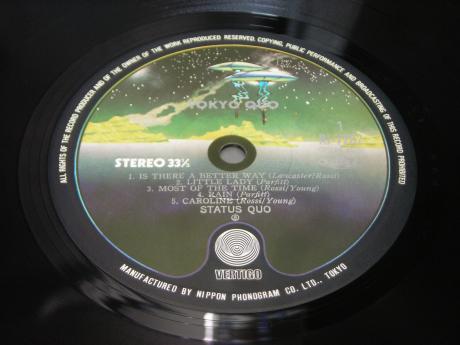 ALL RIGHTS OF THE RECORD PRODUCER AND OF THE OWNER OF THE WORK REPRODUCED RESERVED. COPYING, PUBLIC PERFORMANCE AND BROADCASTING OF THIS RECORD PROHIBITED
TOKYO QUO
STEREO 33⅓
1
1. IS THERE A BETTER WAY (Lancaster/Rossi)
2. LITTLE LADY (Parfitt)
3. MOST OF THE TIME (Rossi/Young)
4. RAIN (Parfitt)
5. CAROLINE (Rossi/Young)
STATUS QUO
VERTIGO
MANUFACTURED BY NIPPON PHONOGRAM CO. LTD., TOKYO